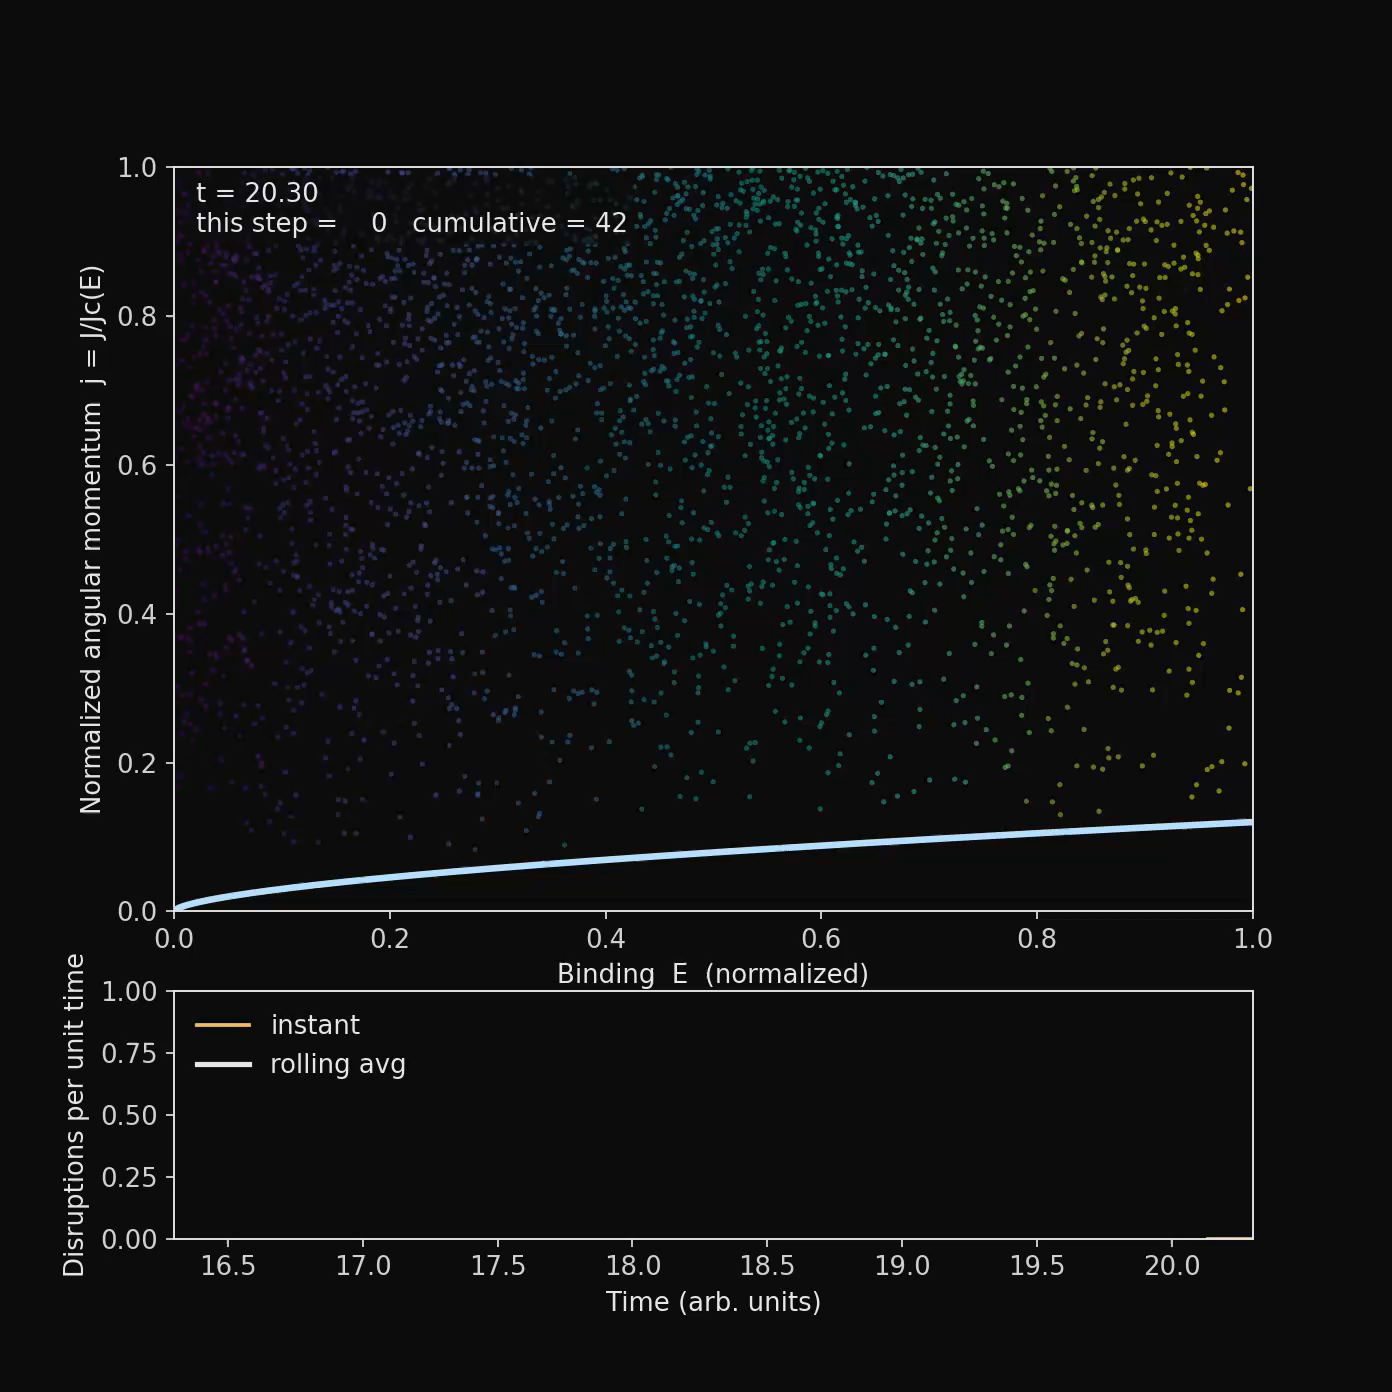 1.0
t = 20.30
this step =    0   cumulative = 42
0.8
0.6
0.4
0.2
0.0
Normalized angular momentum  j = J/Jc(E)
0.0 0.2 0.4 0.6 0.8 1.0
Binding  E  (normalized)
1.00
0.75
0.50
0.25
0.00
Disruptions per unit time
instant
rolling avg
16.5 17.0 17.5 18.0 18.5 19.0 19.5 20.0
Time (arb. units)